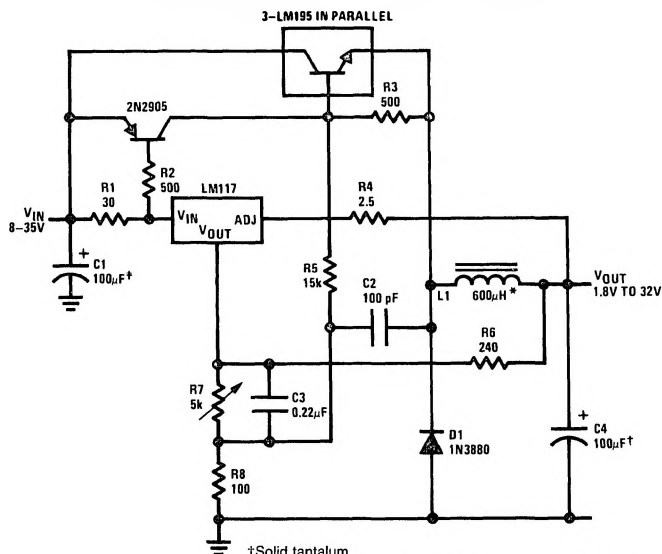 3-LM195 IN PARALLEL
R3
500
2N2905
R2
500
LM117
R4
2.5
R1
30
V_IN
8-35V
V_IN
ADJ
V_OUT
C1
100µF†
R5
15k
C2
100 pF
L1
600µH*
V_OUT
1.8V TO 32V
R6
240
R7
5k
C3
0.22µF
D1
1N3880
C4
100µF†
R8
100
†Solid tantalum